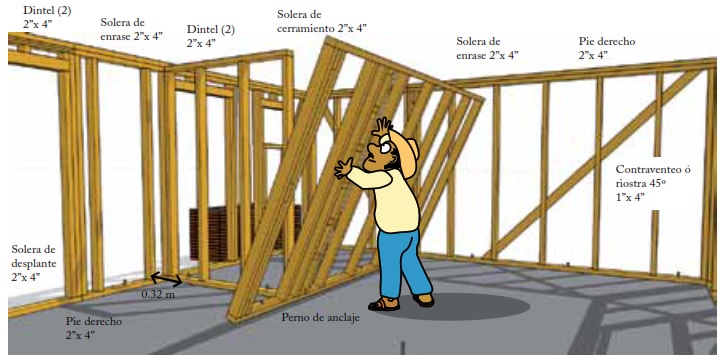 Dintel (2)
2"x 4"
Solera de
enrase 2"x 4"
Dintel (2)
2"x 4"
Solera de
cerramiento 2"x 4"
Solera de
enrase 2"x 4"
Pie derecho
2"x 4"
Contraventeo ó
riostra 45º
1"x 4"
Solera de
desplante
2"x 4"
0.32 m
Pie derecho
2"x 4"
Perno de anclaje